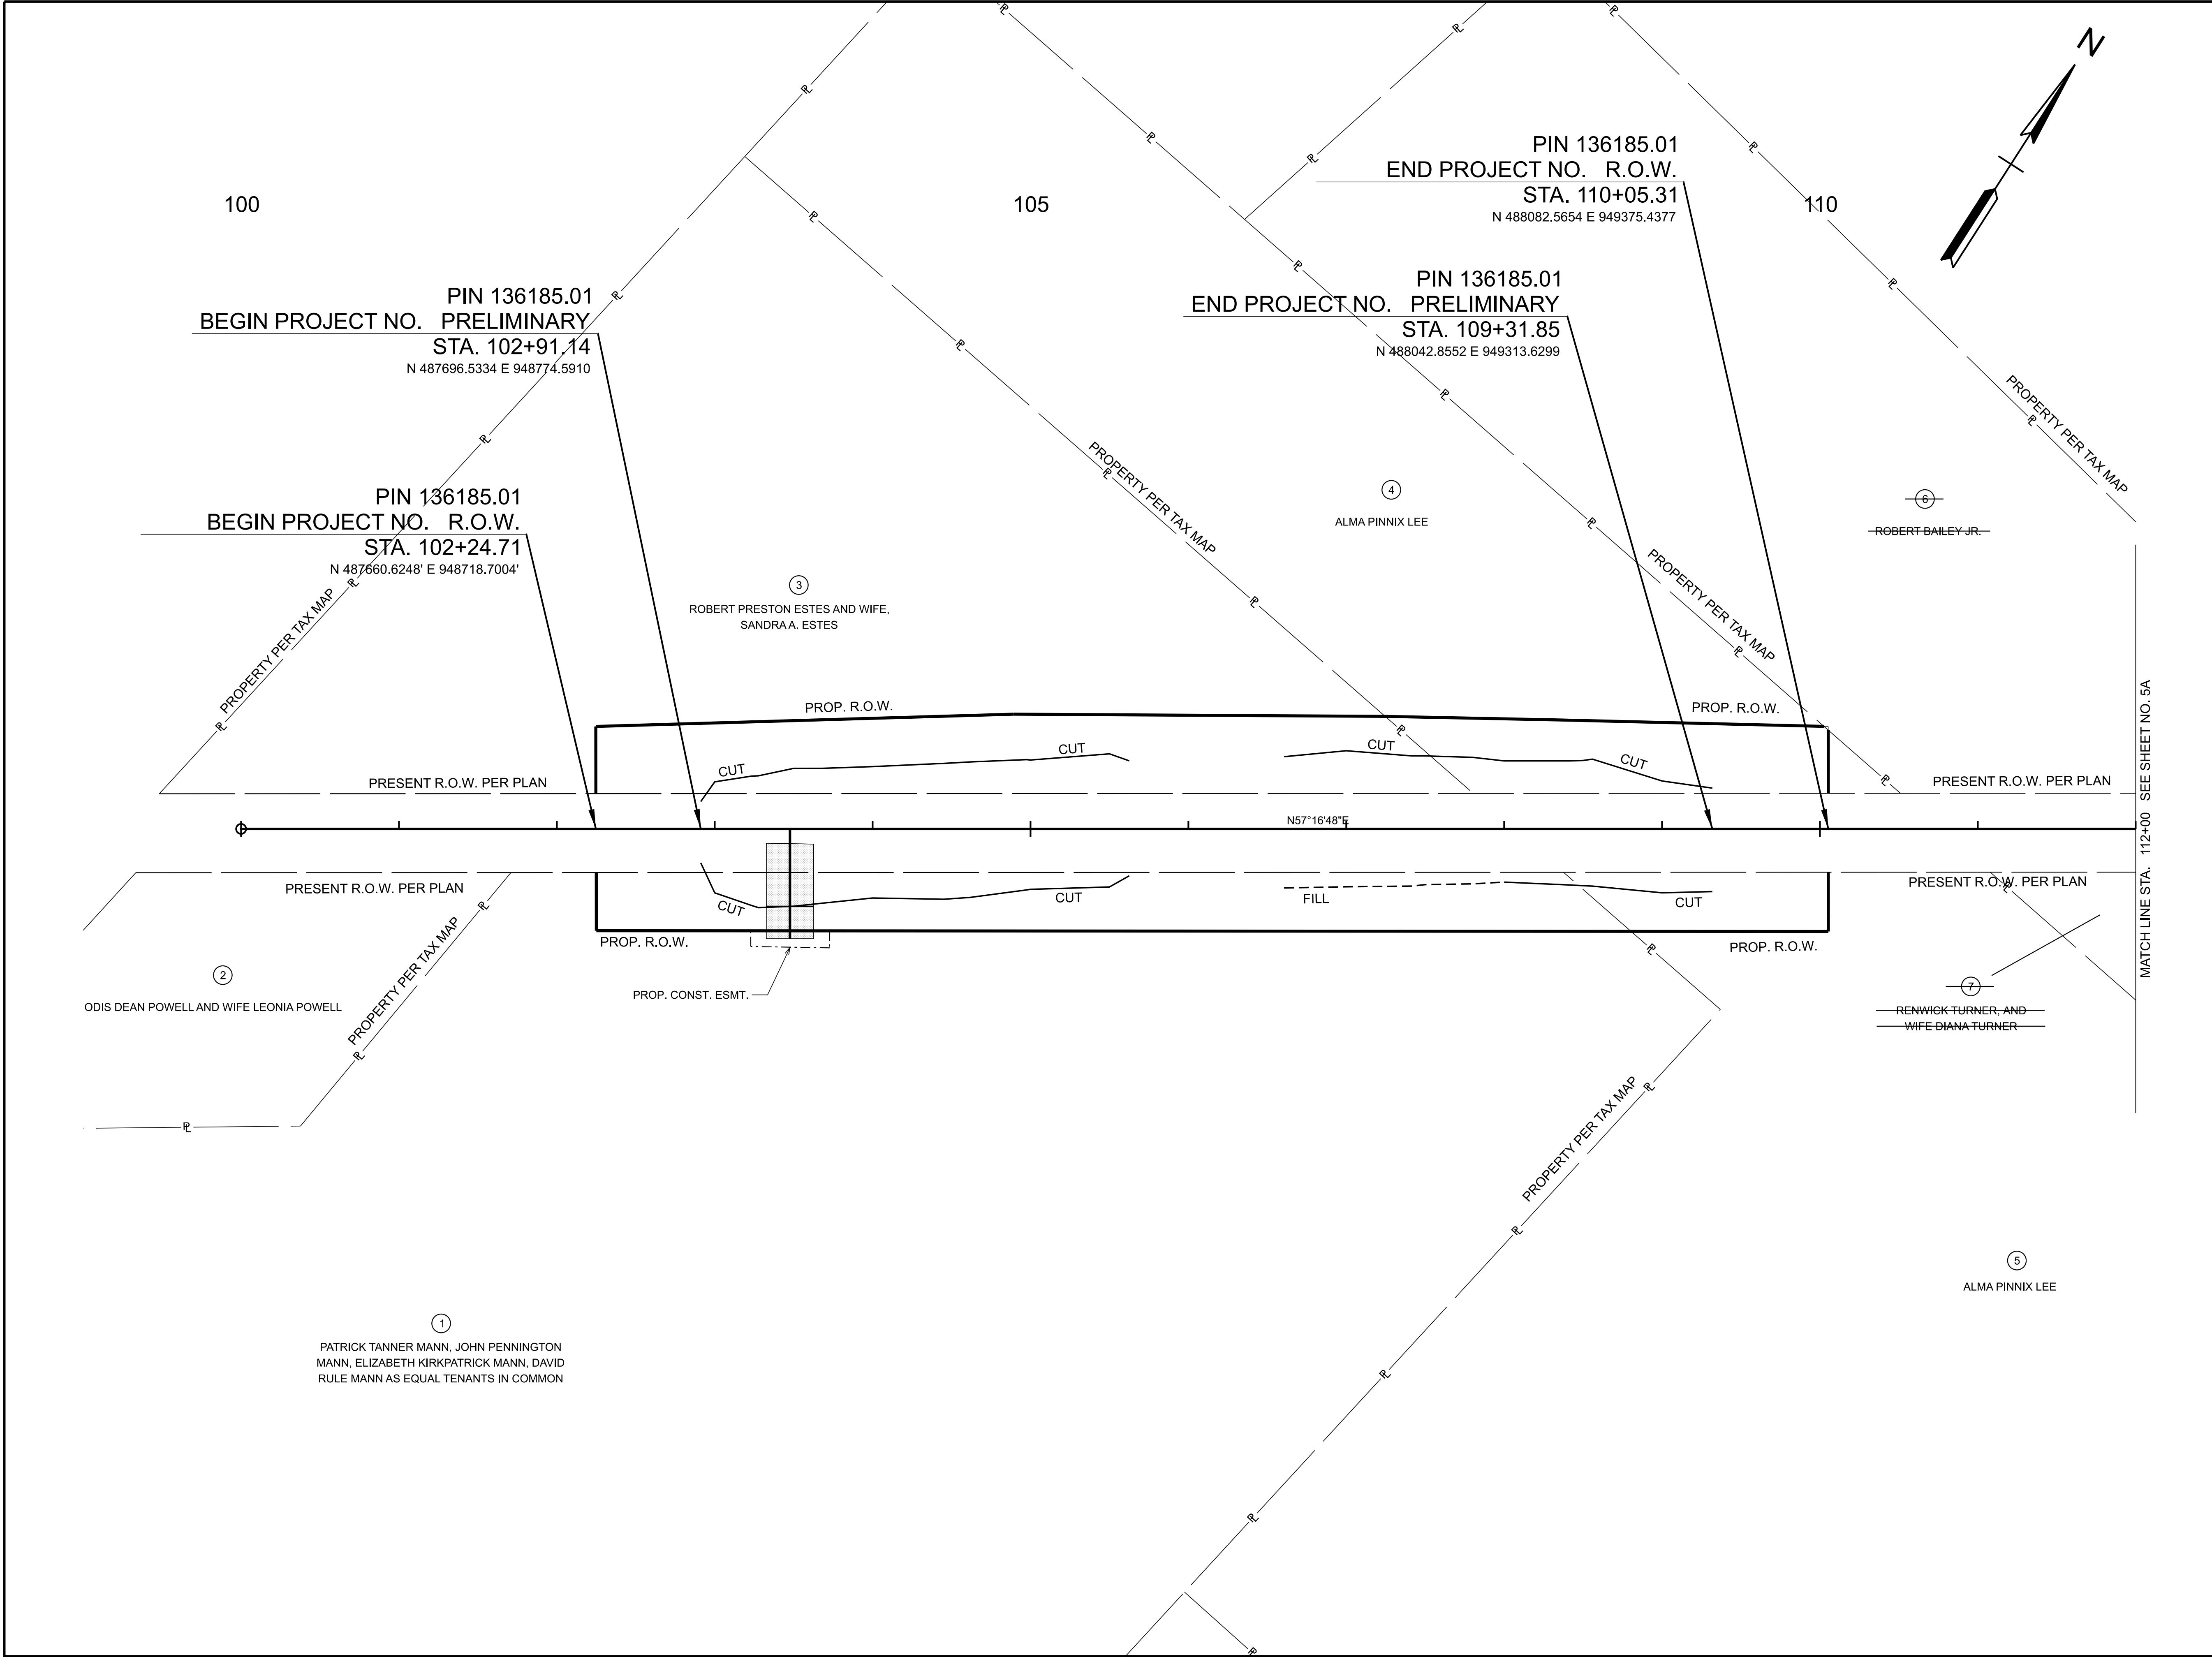 N
PIN 136185.01
END PROJECT NO. R.O.W.
STA. 110+05.31
N 488082.5654 E 949375.4377
100
105
110
PIN 136185.01
END PROJECT NO. PRELIMINARY
STA. 109+31.85
N 488042.8552 E 949313.6299
PIN 136185.01
BEGIN PROJECT NO. PRELIMINARY
STA. 102+91.14
N 487696.5334 E 948774.5910
PIN 136185.01
BEGIN PROJECT NO. R.O.W.
STA. 102+24.71
N 487660.6248' E 948718.7004'
PROPERTY PER TAX MAP
PROPERTY PER TAX MAP
4
ALMA PINNIX LEE
6
ROBERT BAILEY JR.
PROPERTY PER TAX MAP
PROPERTY PER TAX MAP
3
ROBERT PRESTON ESTES AND WIFE,
SANDRA A. ESTES
PROP. R.O.W.
PROP. R.O.W.
CUT
CUT
CUT
CUT
PRESENT R.O.W. PER PLAN
PRESENT R.O.W. PER PLAN
N57°16'48"E
MATCH LINE STA. 112+00 SEE SHEET NO. 5A
PRESENT R.O.W. PER PLAN
PRESENT R.O.W. PER PLAN
CUT
CUT
FILL
CUT
PROP. R.O.W.
PROP. R.O.W.
PROPERTY PER TAX MAP
2
ODIS DEAN POWELL AND WIFE LEONIA POWELL
PROP. CONST. ESMT.
7
RENWICK TURNER, AND
WIFE DIANA TURNER
PROPERTY PER TAX MAP
5
ALMA PINNIX LEE
1
PATRICK TANNER MANN, JOHN PENNINGTON
MANN, ELIZABETH KIRKPATRICK MANN, DAVID
RULE MANN AS EQUAL TENANTS IN COMMON